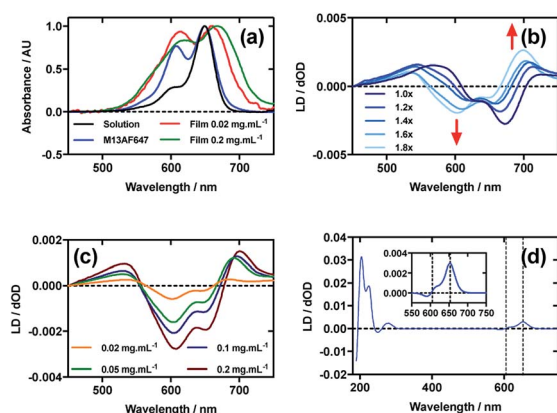 (a)
Absorbance / AU
1.0
0.5
0.0
-0.5
Solution
Film 0.02 mg.mL⁻¹
M13AF647
Film 0.2 mg.mL⁻¹
500
600
700
Wavelength / nm
(b)
LD / dOD
0.005
0.000
-0.005
1.0x
1.2x
1.4x
1.6x
1.8x
500
600
700
Wavelength / nm
(c)
LD / dOD
0.002
0.000
-0.002
-0.004
0.02 mg.mL⁻¹
0.1 mg.mL⁻¹
0.05 mg.mL⁻¹
0.2 mg.mL⁻¹
500
600
700
Wavelength / nm
(d)
LD / dOD
0.04
0.03
0.02
0.01
0.00
-0.01
-0.02
0.004
0.002
0.000
550
600
650
700
750
200
400
600
Wavelength / nm